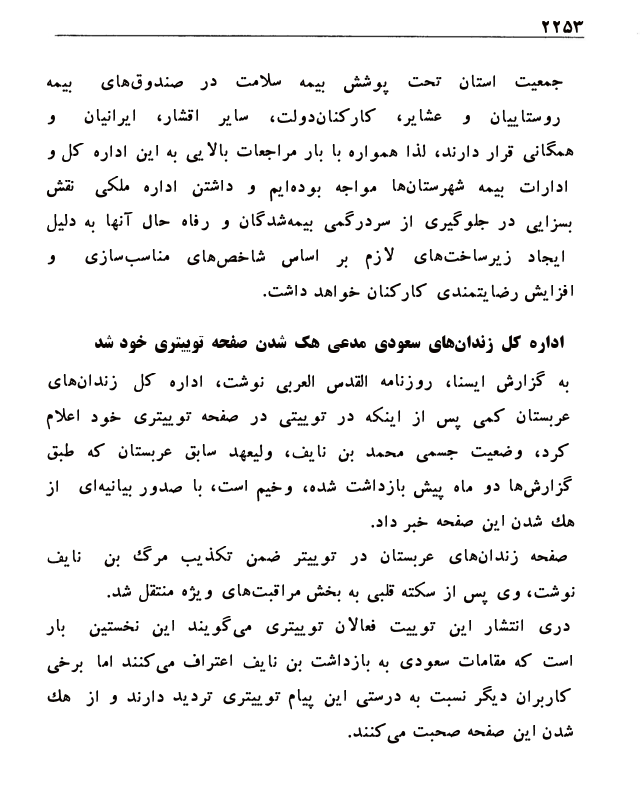 ۲۲۵۳
جمعیت استان تحت پوشش بیمه سلامت در صندوق‌های بیمه
روستاییان و عشایر، کارکنان‌دولت، سایر اقشار، ایرانیان و
همگانی قرار دارند، لذا همواره با بار مراجعات بالایی به این اداره کل و
ادارات بیمه شهرستان‌ها مواجه بوده‌ایم و داشتن اداره ملکی نقش
بسزایی در جلوگیری از سردرگمی بیمه‌شدگان و رفاه حال آنها به دلیل
ایجاد زیرساخت‌های لازم بر اساس شاخص‌های مناسب‌سازی و
افزایش رضایتمندی کارکنان خواهد داشت.
اداره کل زندان‌های سعودی مدعی هک شدن صفحه توییتری خود شد
به گزارش ایسنا، روزنامه القدس العربی نوشت، اداره کل زندان‌های
عربستان کمی پس از اینکه در توییتی در صفحه توییتری خود اعلام
کرد، وضعیت جسمی محمد بن نایف، ولیعهد سابق عربستان که طبق
گزارش‌ها دو ماه پیش بازداشت شده، وخیم است، با صدور بیانیه‌ای از
هک شدن این صفحه خبر داد.
صفحه زندان‌های عربستان در توییتر ضمن تکذیب مرگ بن نایف
نوشت، وی پس از سکته قلبی به بخش مراقبت‌های ویژه منتقل شد.
دری انتشار این توییت فعالان توییتری می‌گویند این نخستین بار
است که مقامات سعودی به بازداشت بن نایف اعتراف می‌کنند اما برخی
کاربران دیگر نسبت به درستی این پیام توییتری تردید دارند و از هک
شدن این صفحه صحبت می‌کنند.